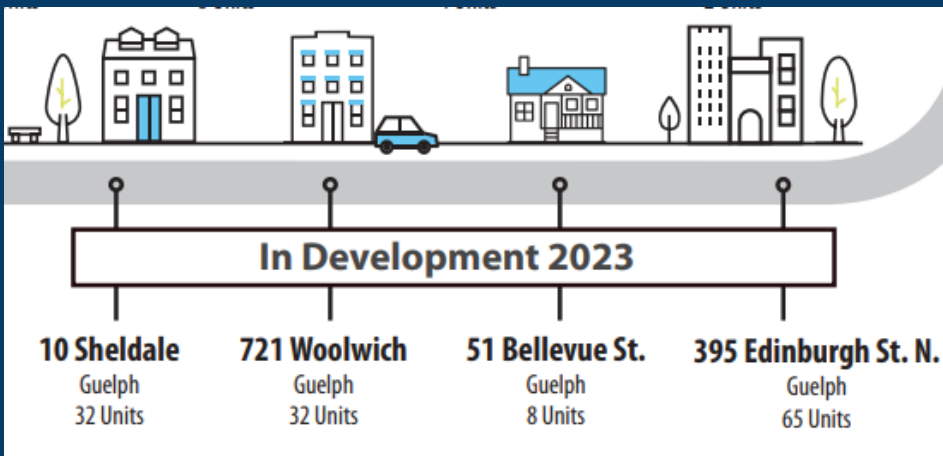 In Development 2023
10 Sheldale
Guelph
32 Units
721 Woolwich
Guelph
32 Units
51 Bellevue St.
Guelph
8 Units
395 Edinburgh St. N.
Guelph
65 Units